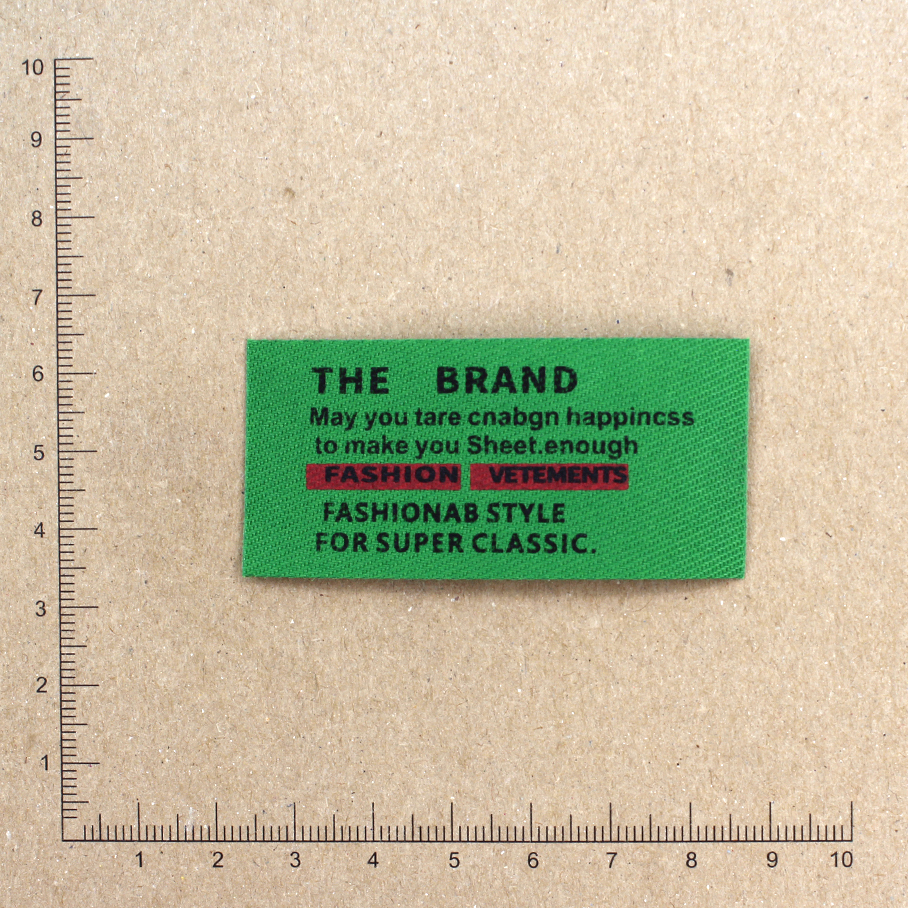 10
9
8
7
6
5
4
3
2
1
THE BRAND
May you tare cnabgn happincss
to make you Sheet.enough
FASHION VETEMENTS
FASHIONAB STYLE
FOR SUPER CLASSIC.
1 2 3 4 5 6 7 8 9 10